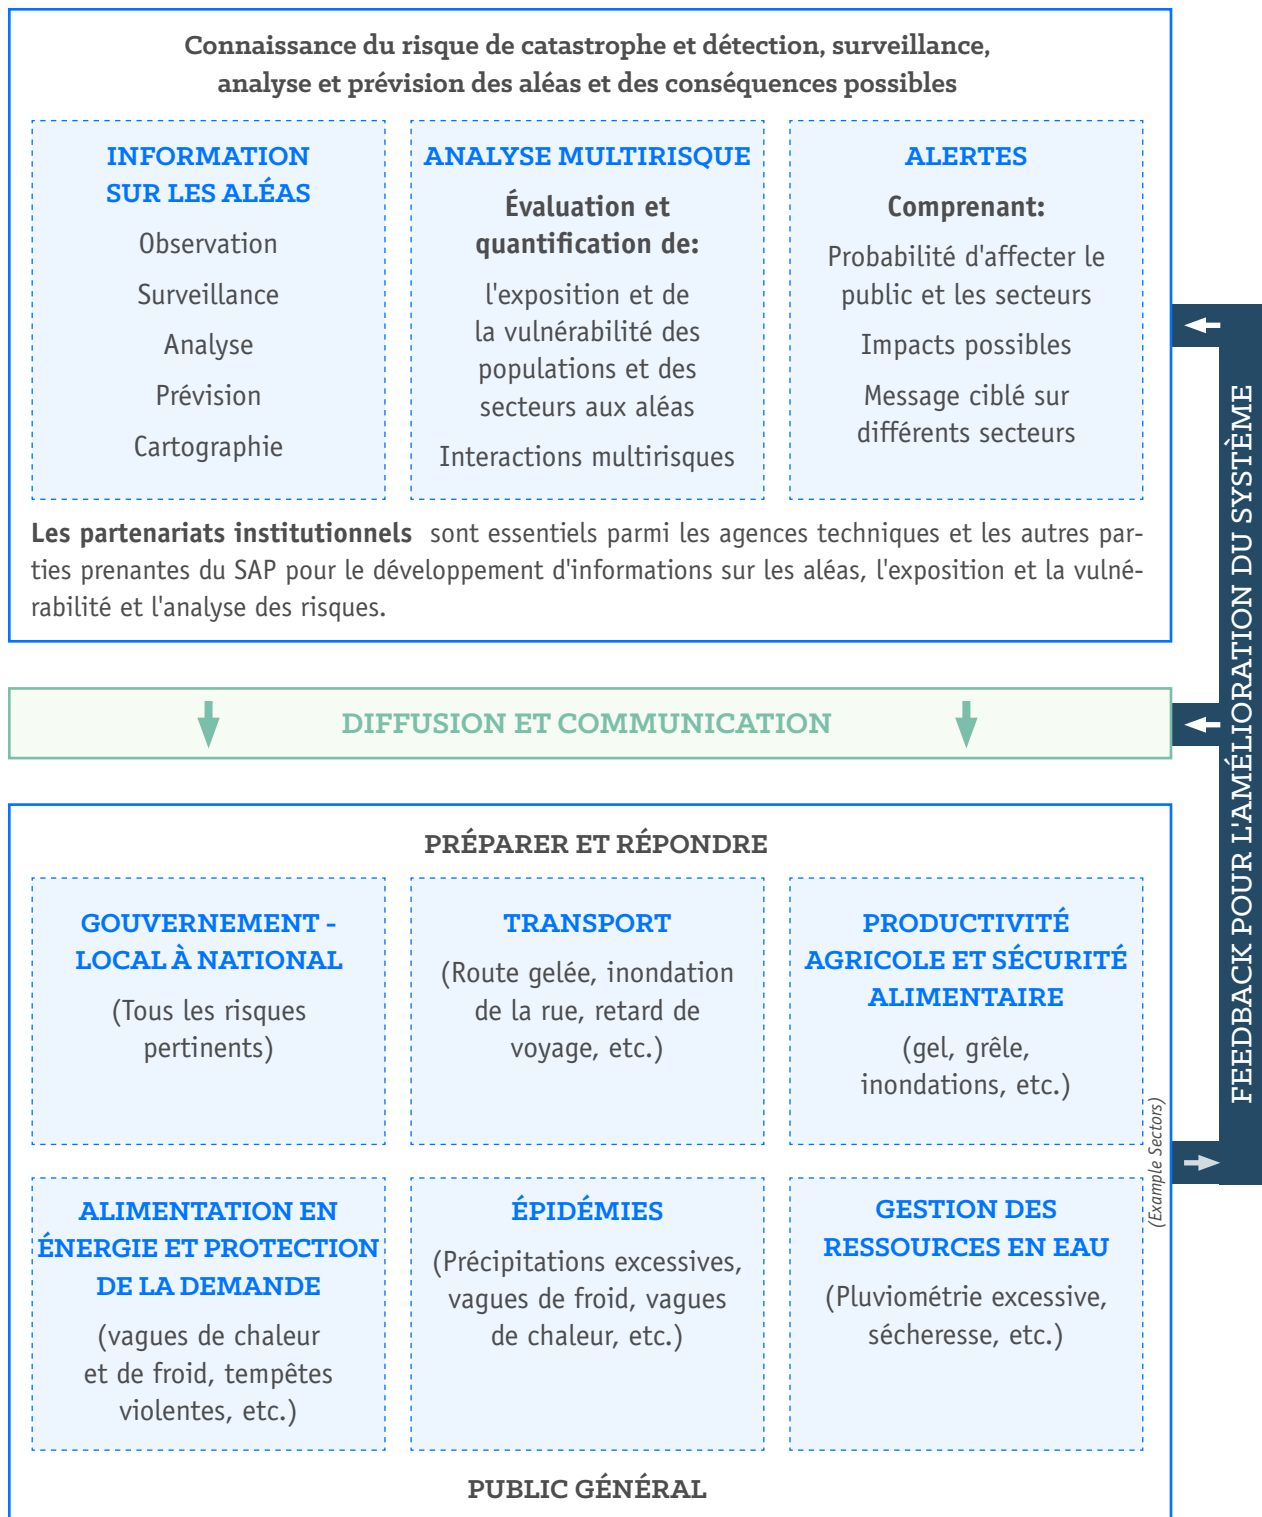 Connaissance du risque de catastrophe et détection, surveillance,
analyse et prévision des aléas et des conséquences possibles
INFORMATION
SUR LES ALÉAS
Observation
Surveillance
Analyse
Prévision
Cartographie
ANALYSE MULTIRISQUE
Évaluation et
quantification de:
l'exposition et de
la vulnérabilité des
populations et des
secteurs aux aléas
Interactions multirisques
ALERTES
Comprenant:
Probabilité d'affecter le
public et les secteurs
Impacts possibles
Message ciblé sur
différents secteurs
Les partenariats institutionnels sont essentiels parmi les agences techniques et les autres par-
ties prenantes du SAP pour le développement d'informations sur les aléas, l'exposition et la vulné-
rabilité et l'analyse des risques.
DIFFUSION ET COMMUNICATION
PRÉPARER ET RÉPONDRE
GOUVERNEMENT -
LOCAL À NATIONAL
(Tous les risques
pertinents)
TRANSPORT
(Route gelée, inondation
de la rue, retard de
voyage, etc.)
PRODUCTIVITÉ
AGRICOLE ET SÉCURITÉ
ALIMENTAIRE
(gel, grêle,
inondations, etc.)
ALIMENTATION EN
ÉNERGIE ET PROTECTION
DE LA DEMANDE
(vagues de chaleur
et de froid, tempêtes
violentes, etc.)
ÉPIDÉMIES
(Précipitations excessives,
vagues de froid, vagues
de chaleur, etc.)
GESTION DES
RESSOURCES EN EAU
(Pluviométrie excessive,
sécheresse, etc.)
(Example Sectors)
PUBLIC GÉNÉRAL
FEEDBACK POUR L'AMÉLIORATION DU SYSTÈME